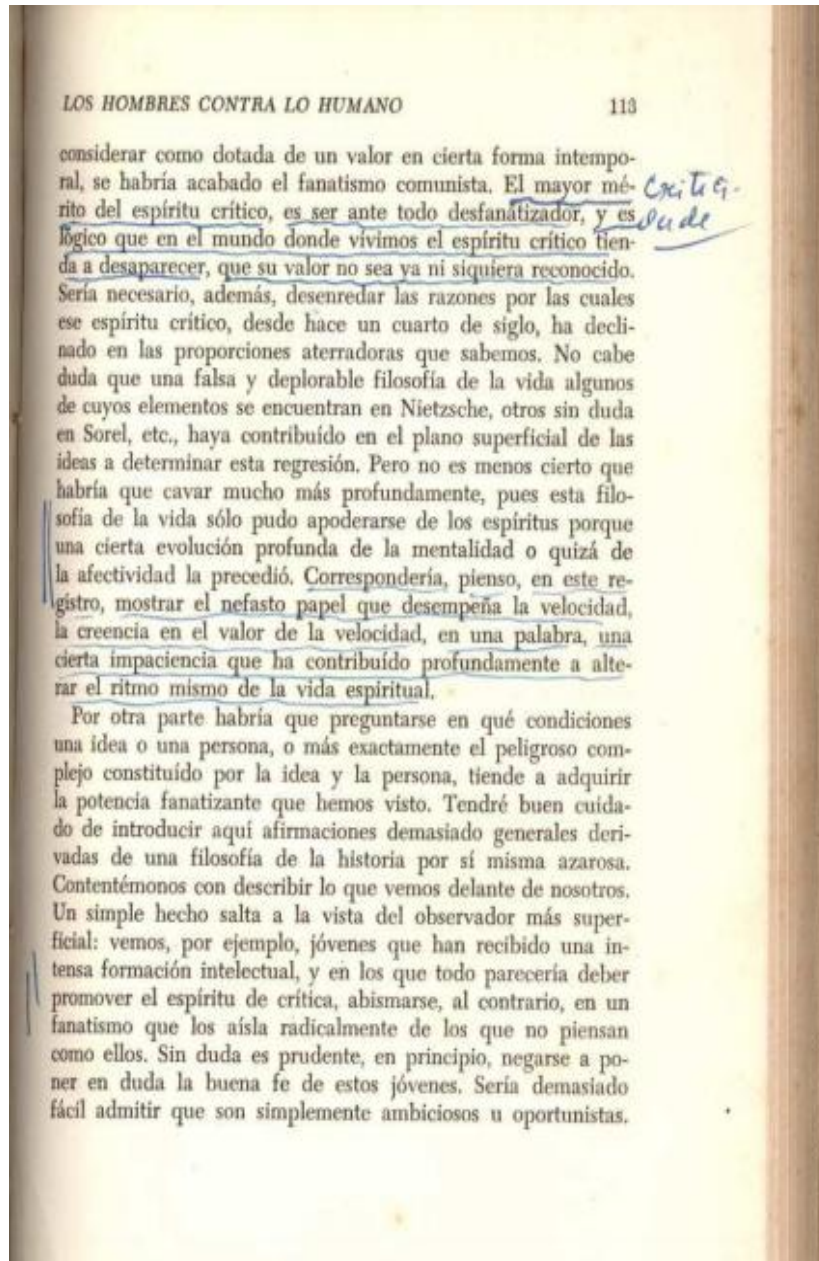 LOS HOMBRES CONTRA LO HUMANO 113
considerar como dotada de un valor en cierta forma intempo-
ral, se habría acabado el fanatismo comunista. El mayor mé-
rito del espíritu crítico, es ser ante todo desfanatizador, y es
lógico que en el mundo donde vivimos el espíritu crítico tien-
da a desaparecer, que su valor no sea ya ni siquiera reconocido.
Sería necesario, además, desenredar las razones por las cuales
ese espíritu crítico, desde hace un cuarto de siglo, ha decli-
nado en las proporciones aterradoras que sabemos. No cabe
duda que una falsa y deplorable filosofía de la vida algunos
de cuyos elementos se encuentran en Nietzsche, otros sin duda
en Sorel, etc., haya contribuído en el plano superficial de las
ideas a determinar esta regresión. Pero no es menos cierto que
habría que cavar mucho más profundamente, pues esta filo-
sofía de la vida sólo pudo apoderarse de los espíritus porque
una cierta evolución profunda de la mentalidad o quizá de
la afectividad la precedió. Correspondería, pienso, en este re-
gistro, mostrar el nefasto papel que desempeña la velocidad,
la creencia en el valor de la velocidad, en una palabra, una
cierta impaciencia que ha contribuído profundamente a alte-
rar el ritmo mismo de la vida espiritual.
Por otra parte habría que preguntarse en qué condiciones
una idea o una persona, o más exactamente el peligroso com-
plejo constituído por la idea y la persona, tiende a adquirir
la potencia fanatizante que hemos visto. Tendré buen cuida-
do de introducir aquí afirmaciones demasiado generales deri-
vadas de una filosofía de la historia por sí misma azarosa.
Contentémonos con describir lo que vemos delante de nosotros.
Un simple hecho salta a la vista del observador más super-
ficial: vemos, por ejemplo, jóvenes que han recibido una in-
tensa formación intelectual, y en los que todo parecería deber
promover el espíritu de crítica, abismarse, al contrario, en un
fanatismo que los aísla radicalmente de los que no piensan
como ellos. Sin duda es prudente, en principio, negarse a po-
ner en duda la buena fe de estos jóvenes. Sería demasiado
fácil admitir que son simplemente ambiciosos u oportunistas.